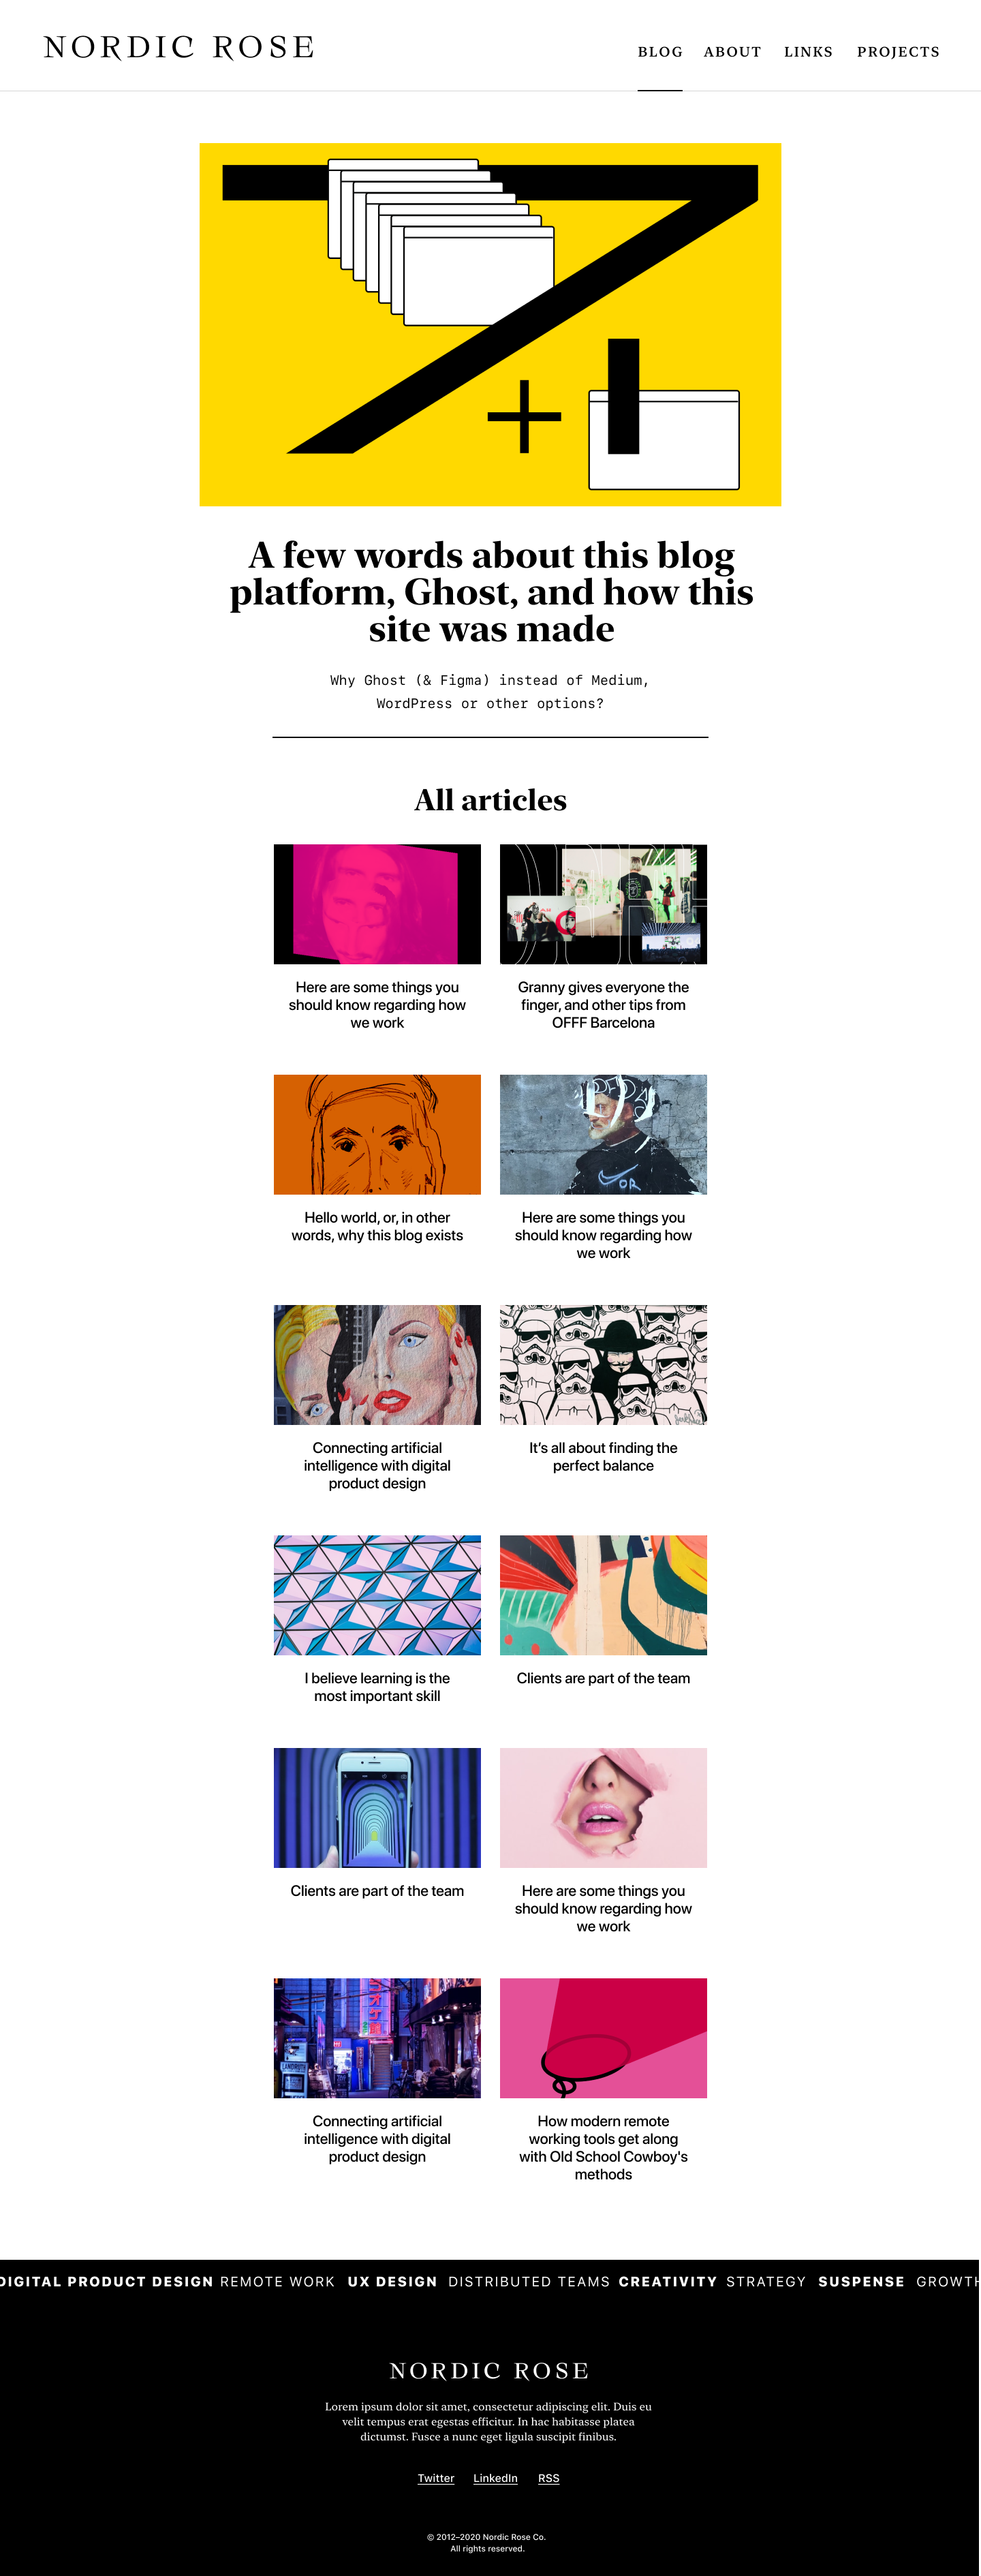 NORDIC ROSE
BLOG ABOUT LINKS PROJECTS
A few words about this blog
platform, Ghost, and how this
site was made
Why Ghost (& Figma) instead of Medium,
WordPress or other options?
All articles
Here are some things you
should know regarding how
we work
Granny gives everyone the
finger, and other tips from
OFFF Barcelona
Hello world, or, in other
words, why this blog exists
OR
Here are some things you
should know regarding how
we work
Connecting artificial
intelligence with digital
product design
It’s all about finding the
perfect balance
I believe learning is the
most important skill
Clients are part of the team
Clients are part of the team
Here are some things you
should know regarding how
we work
カラオケ館
Connecting artificial
intelligence with digital
product design
How modern remote
working tools get along
with Old School Cowboy's
methods
DIGITAL PRODUCT DESIGN REMOTE WORK UX DESIGN DISTRIBUTED TEAMS CREATIVITY STRATEGY SUSPENSE GROWTH
NORDIC ROSE
Lorem ipsum dolor sit amet, consectetur adipiscing elit. Duis eu
velit tempus erat egestas efficitur. In hac habitasse platea
dictumst. Fusce a nunc eget ligula suscipit finibus.
Twitter LinkedIn RSS
© 2012–2020 Nordic Rose Co.
All rights reserved.